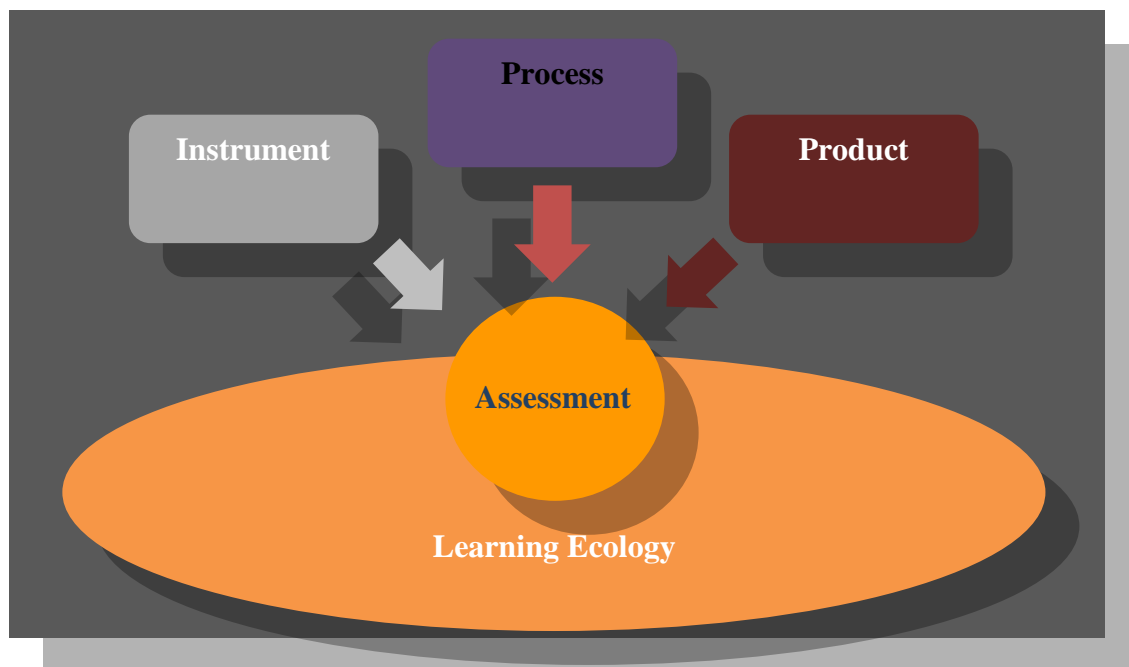 Process
Instrument
Product
Assessment
Learning Ecology